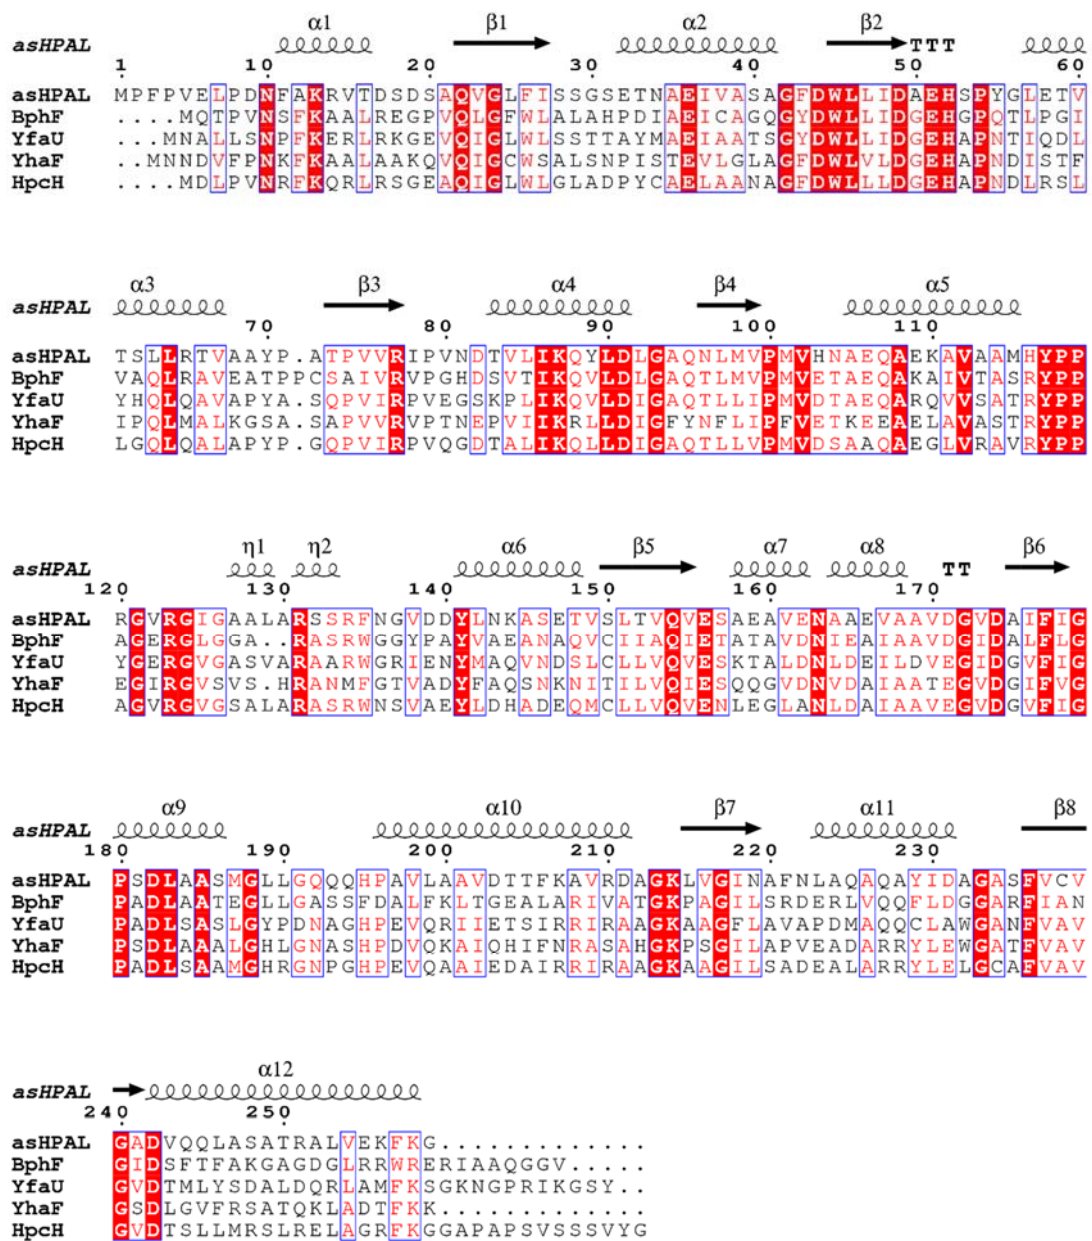 α1 β1 α2 β2
asHPAL TTT
1 10 20 30 40 50 60
asHPAL MPFPVELPDNFAKRVTDSDSAQVGLFISSGSETNAEIVASAGFDWLLIDAEHSPYGLETV
BphF ....MQTPVNSFKAALREGPVQLGFWLALAHPDIAEICAGQGYDWLLIDGEHGPQTLPGI
YfaU ...MNALLSNPFKERLRKGEVQIGLWLSSTTAYMAEIAATSGYDWLLIDGEHAPNTIQDL
YhaF ..MNNDVFPNKFKAALAAKQVQIGCWSALSNPISTEVLGLAGFDWLVLDGEHAPNDISTF
HpcH ....MDLPVNRFKQRLRSGEAQIGLWLGLADPYCAELAANAGFDWLLLDGEHAPNDLRSL
α3 β3 α4 β4 α5
asHPAL
70 80 90 100 110
asHPAL TSLLRTVAAYP.ATPVVRIPVNDTVLIKQYLDLGAQNLMVPMVHNAEQAEKAVAAMHYPP
BphF VAQLRAVEATPPCSAIVRVPGHDSVTIKQVLDLGAQTLMVPMVETAEQAKAIVTASRYPP
YfaU YHQLQAVAPYA.SQPVIRPVEGSKPLIKQVLDIGAQTLLIPMVDTAEQARQVVSATRYPP
YhaF IPQLMALKGSA.SAPVVRVPTNEPVIIKRLLDIGFYNFLIPFVETKEEAELAVASTRYPP
HpcH LGQLQALAPYP.GQPVIRPVQGDTALIKQLLDIGAQTLLVPMVDSAAQAEGLVRAVRYPP
η1 η2 α6 β5 α7 α8 β6
asHPAL TT
120 130 140 150 160 170
asHPAL RGVRGIGAALARSSRFNGVDDYLNKASETVSLTVQVESAEAVENAAEVAAVDGVDAIFIG
BphF AGERGLGGA..RASRWGGYPAYVAEANAQVCIIAQIETATAVDNIEAIAAVDGIDALFLG
YfaU YGERGVGASVARAARWGRIENYMAQVNDSLCLLVQVESKTALDNLDEILDVEGIDGVFIG
YhaF EGIRGVSVS.HRANMFGTVADYFAQSNKNITILVQIESQQGVDNVDAIAATEGVDGIFVG
HpcH AGVRGVGSALARASRWNSVAEYLDHADEQMCLLVQVENLEGLANLDAIAAVEGVDGVFIG
α9 α10 β7 α11 β8
asHPAL
180 190 200 210 220 230
asHPAL PSDLAASMGLLGQQQHPAVLAAVDTTFKAVRDAGKLVGINAFNLAQAQAYIDAGASFVCV
BphF PADLAATEGLLGASSFDALFKLTGEALARIVATGKPAGILSRDERLVQQFLDGGARFIAN
YfaU PADLSASLGYPDNAGHPEVQRIIETSIRRIRAAGKAAGFLAVAPDMAQQCLAWGANFVAV
YhaF PSDLAAALGHLGNASHPDVQKAIQHIFNRASAHGKPSGILAPVEADARRYLEWGATFVAV
HpcH PADLSAAMGHRGNPGHPEVQAAIEDAIRRIRAAGKAAGILSADEALARRYLELGCAFVAV
α12
asHPAL
240 250
asHPAL GADVQQLASATRALVEKFKG.............
BphF GIDSFTFAKGAGDGLRRWRERIAAQGGV.....
YfaU GVDTMLYSDALDQRLAMFKSGKNGPRIKGSY..
YhaF GSDLGVFRSATQKLADTFKK.............
HpcH GVDTSLLMRSLRELAGRFKGGAPAPSVSSSVYG